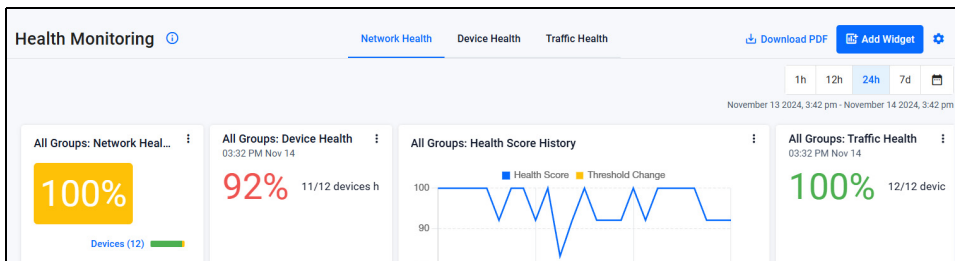 Health Monitoring
Network Health Device Health Traffic Health
Download PDF Add Widget
1h 12h 24h 7d
November 13 2024, 3:42 pm - November 14 2024, 3:42 pm
All Groups: Network Heal...
100%
Devices (12)
All Groups: Device Health
03:32 PM Nov 14
92% 11/12 devices h
All Groups: Health Score History
Health Score Threshold Change
100
90
All Groups: Traffic Health
03:32 PM Nov 14
100% 12/12 devic